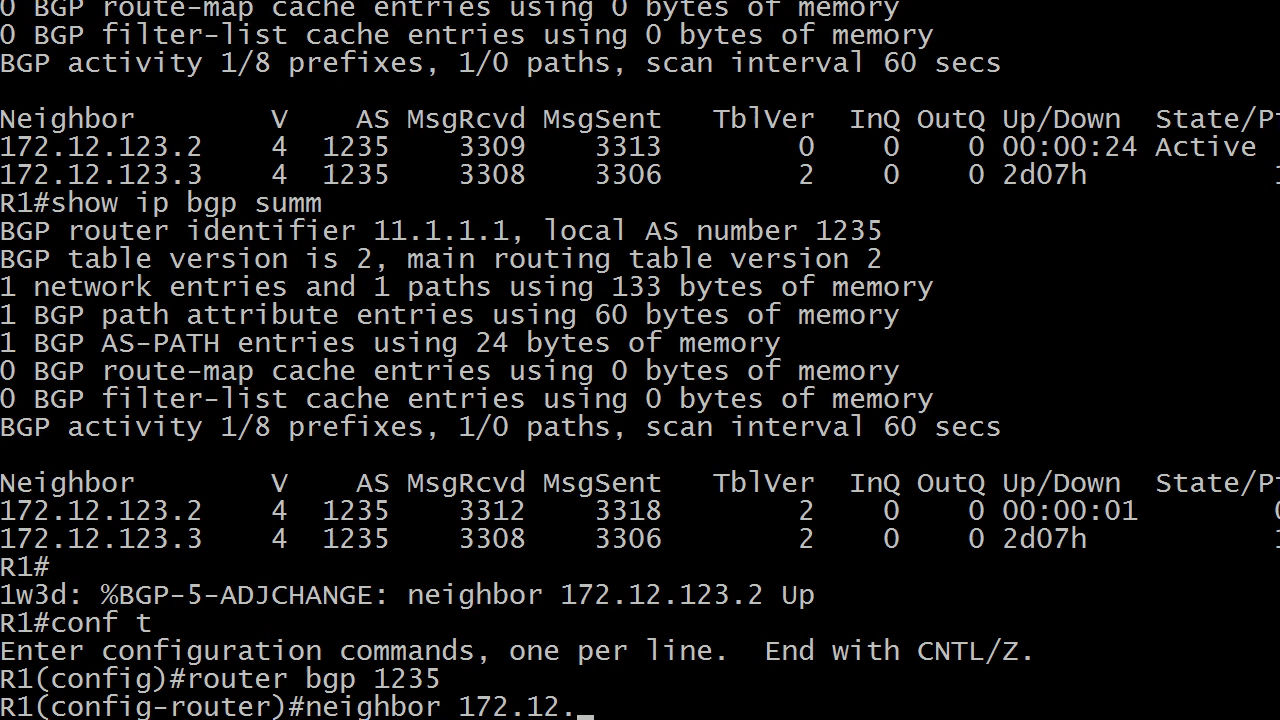 0 BGP route-map cache entries using 0 bytes of memory
0 BGP filter-list cache entries using 0 bytes of memory
BGP activity 1/8 prefixes, 1/0 paths, scan interval 60 secs
Neighbor        V    AS MsgRcvd MsgSent   TblVer  InQ OutQ Up/Down  State/P
172.12.123.2    4  1235    3309    3313        0    0    0 00:00:24 Active
172.12.123.3    4  1235    3308    3306        2    0    0 2d07h           1
R1#show ip bgp summ
BGP router identifier 11.1.1.1, local AS number 1235
BGP table version is 2, main routing table version 2
1 network entries and 1 paths using 133 bytes of memory
1 BGP path attribute entries using 60 bytes of memory
1 BGP AS-PATH entries using 24 bytes of memory
0 BGP route-map cache entries using 0 bytes of memory
0 BGP filter-list cache entries using 0 bytes of memory
BGP activity 1/8 prefixes, 1/0 paths, scan interval 60 secs
Neighbor        V    AS MsgRcvd MsgSent   TblVer  InQ OutQ Up/Down  State/P
172.12.123.2    4  1235    3312    3318        2    0    0 00:00:01        0
172.12.123.3    4  1235    3308    3306        2    0    0 2d07h           1
R1#
1w3d: %BGP-5-ADJCHANGE: neighbor 172.12.123.2 Up
R1#conf t
Enter configuration commands, one per line.  End with CNTL/Z.
R1(config)#router bgp 1235
R1(config-router)#neighbor 172.12._